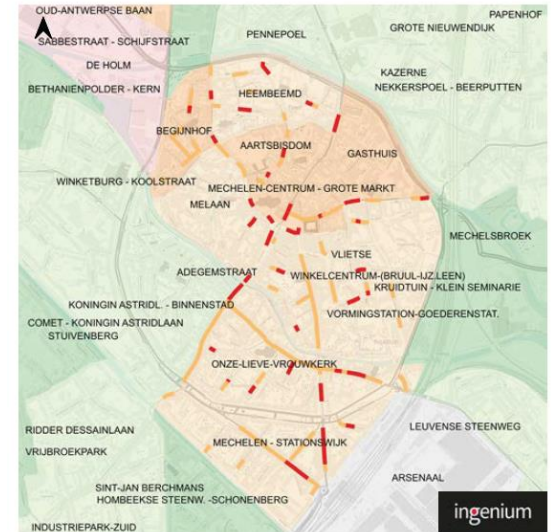 OUD-ANTWERPSE BAAN
PAPENHOF
GROTE NIEUWENDIJK
PENNEPOEL
SABBESTRAAT - SCHIJFSTRAAT
DE HOLM
KAZERNE
BETHANIËNPOLDER - KERN
HEEMBEEMD
NEKKERSPOEL - BEERPUTTEN
BEGIJNHOF
AARTSBISDOM
GASTHUIS
WINKETBURG - KOOLSTRAAT
MECHELEN-CENTRUM - GROTE MARKT
MELAAN
MECHELSBROEK
VLIETSE
ADEGEMSTRAAT
WINKELCENTRUM-(BRUUL-IJZ.LEEN)
KRUIDTUIN - KLEIN SEMINARIE
KONINGIN ASTRIDL. - BINNENSTAD
VORMINGSTATION-GOEDERENSTAT.
COMET - KONINGIN ASTRIDLAAN
STUIVENBERG
ONZE-LIEVE-VROUWKERK
RIDDER DESSAINLAAN
LEUVENSE STEENWEG
MECHELEN - STATIONSWIJK
VRIJBROEKPARK
ARSENAAL
SINT-JAN BERCHMANS
HOMBEEKSE STEENW. -SCHONENBERG
ingenium
INDUSTRIEPARK-ZUID